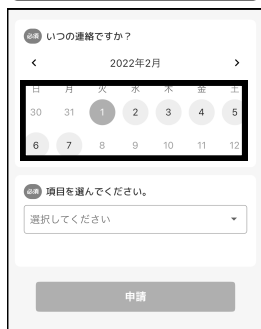 必須 いつの連絡ですか？
< 2022年2月 >
日 月 火 水 木 金 土
30 31 1 2 3 4 5
6 7 8 9 10 11 12
必須 項目を選んでください。
選択してください
申請